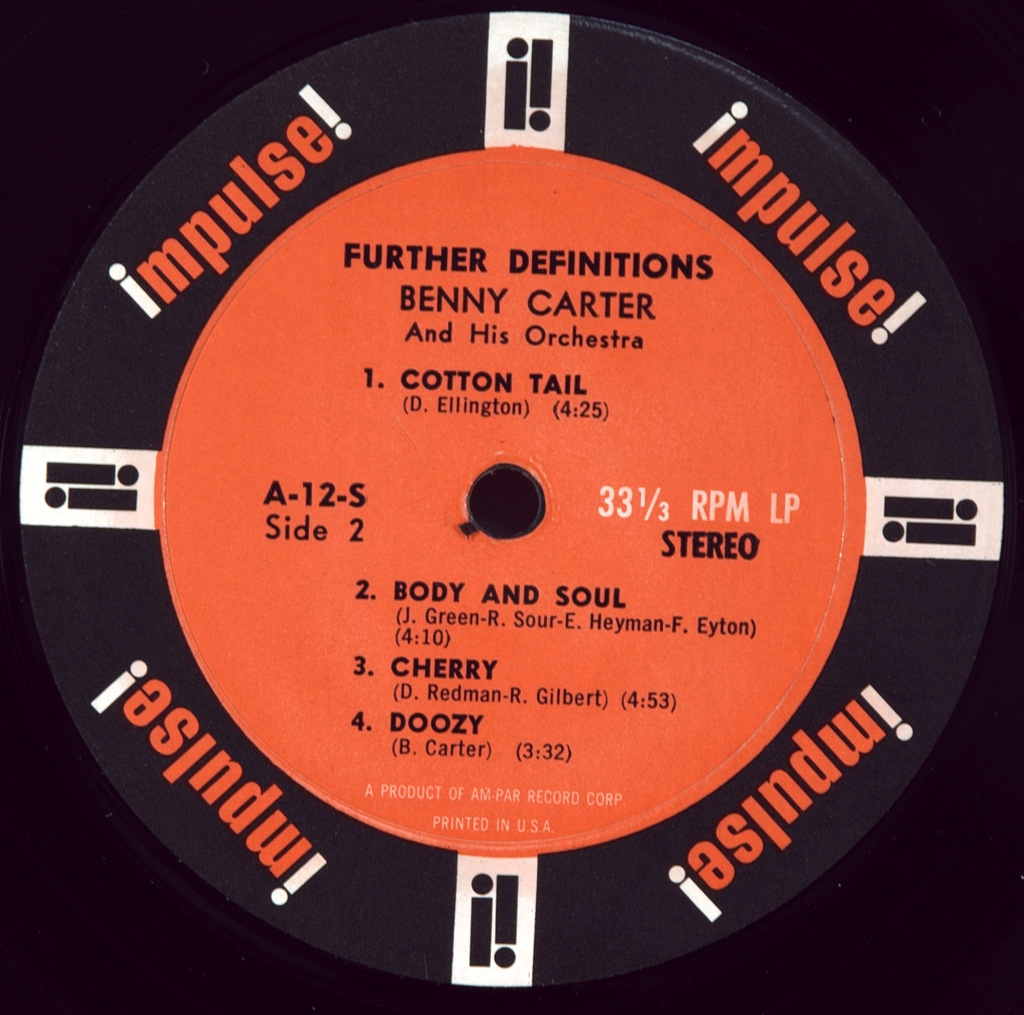 impulse!
impulse!
FURTHER DEFINITIONS
BENNY CARTER
And His Orchestra
1. COTTON TAIL
(D. Ellington) (4:25)
A-12-S
Side 2
33 1/3 RPM LP
STEREO
2. BODY AND SOUL
(J. Green-R. Sour-E. Heyman-F. Eyton)
(4:10)
3. CHERRY
(D. Redman-R. Gilbert) (4:53)
4. DOOZY
(B. Carter) (3:32)
A PRODUCT OF AM-PAR RECORD CORP.
PRINTED IN U.S.A.
impulse!
impulse!